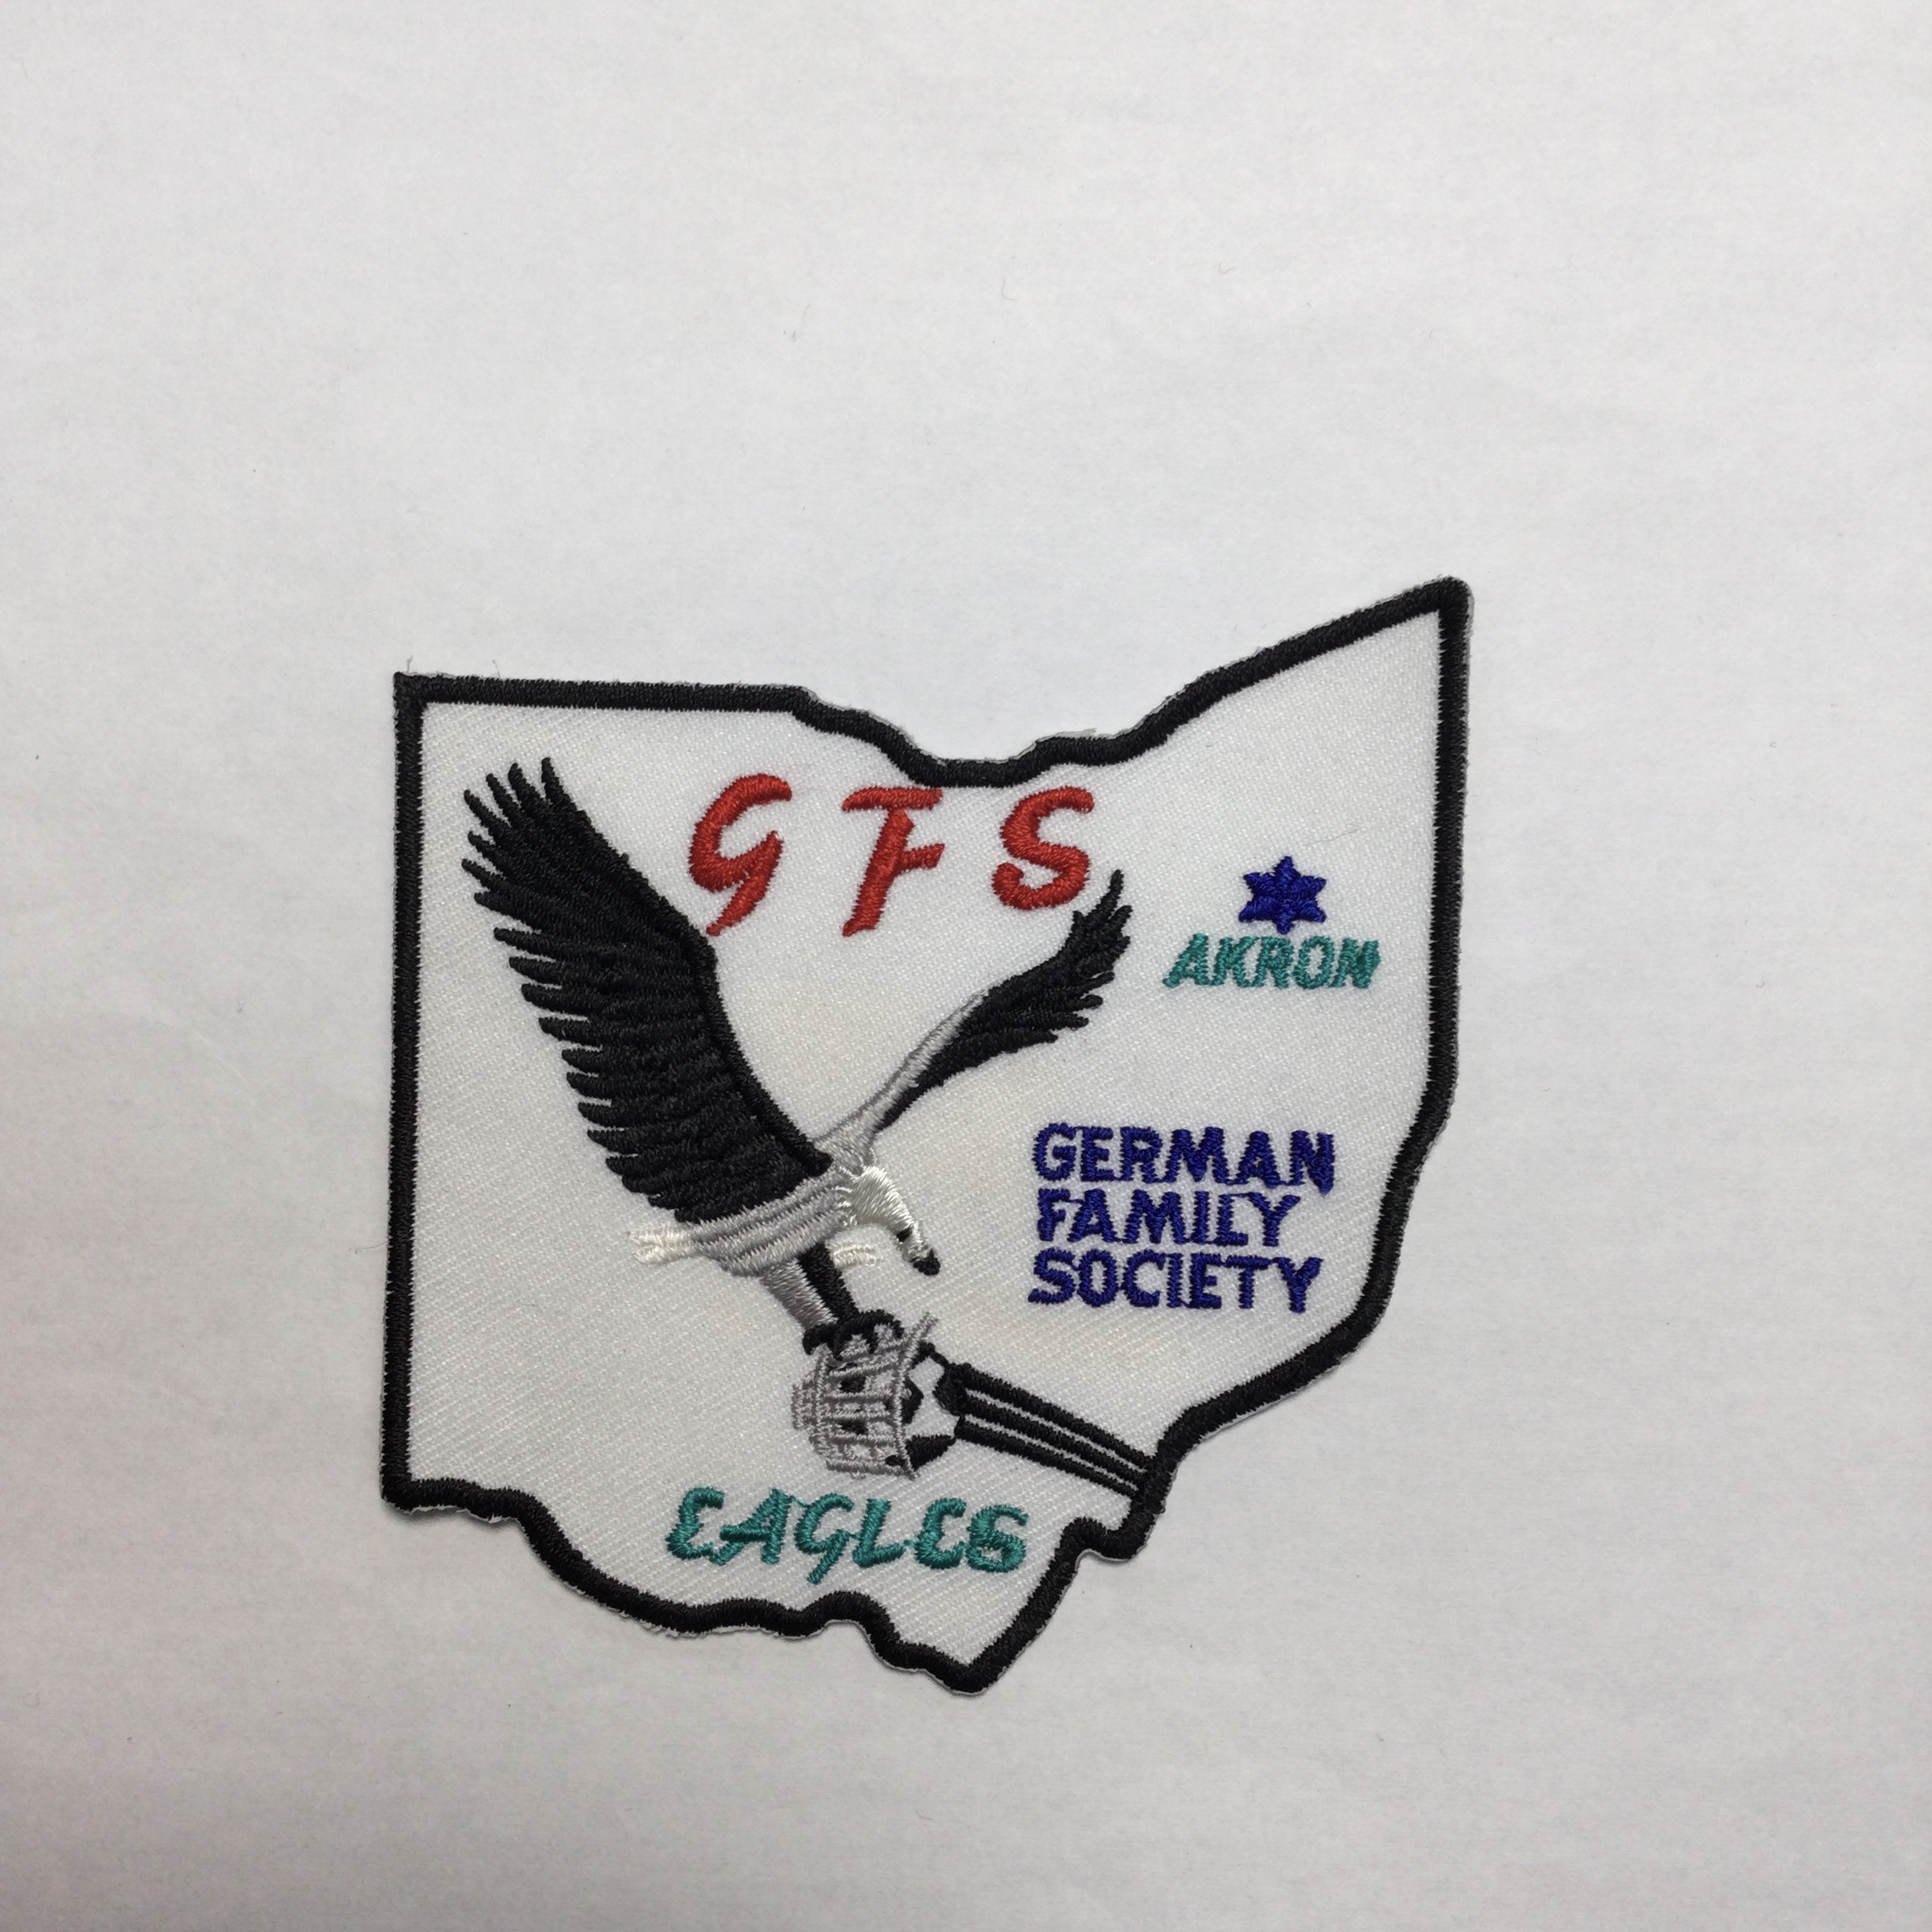 GFS
AKRON
GERMAN
FAMILY
SOCIETY
EAGLES